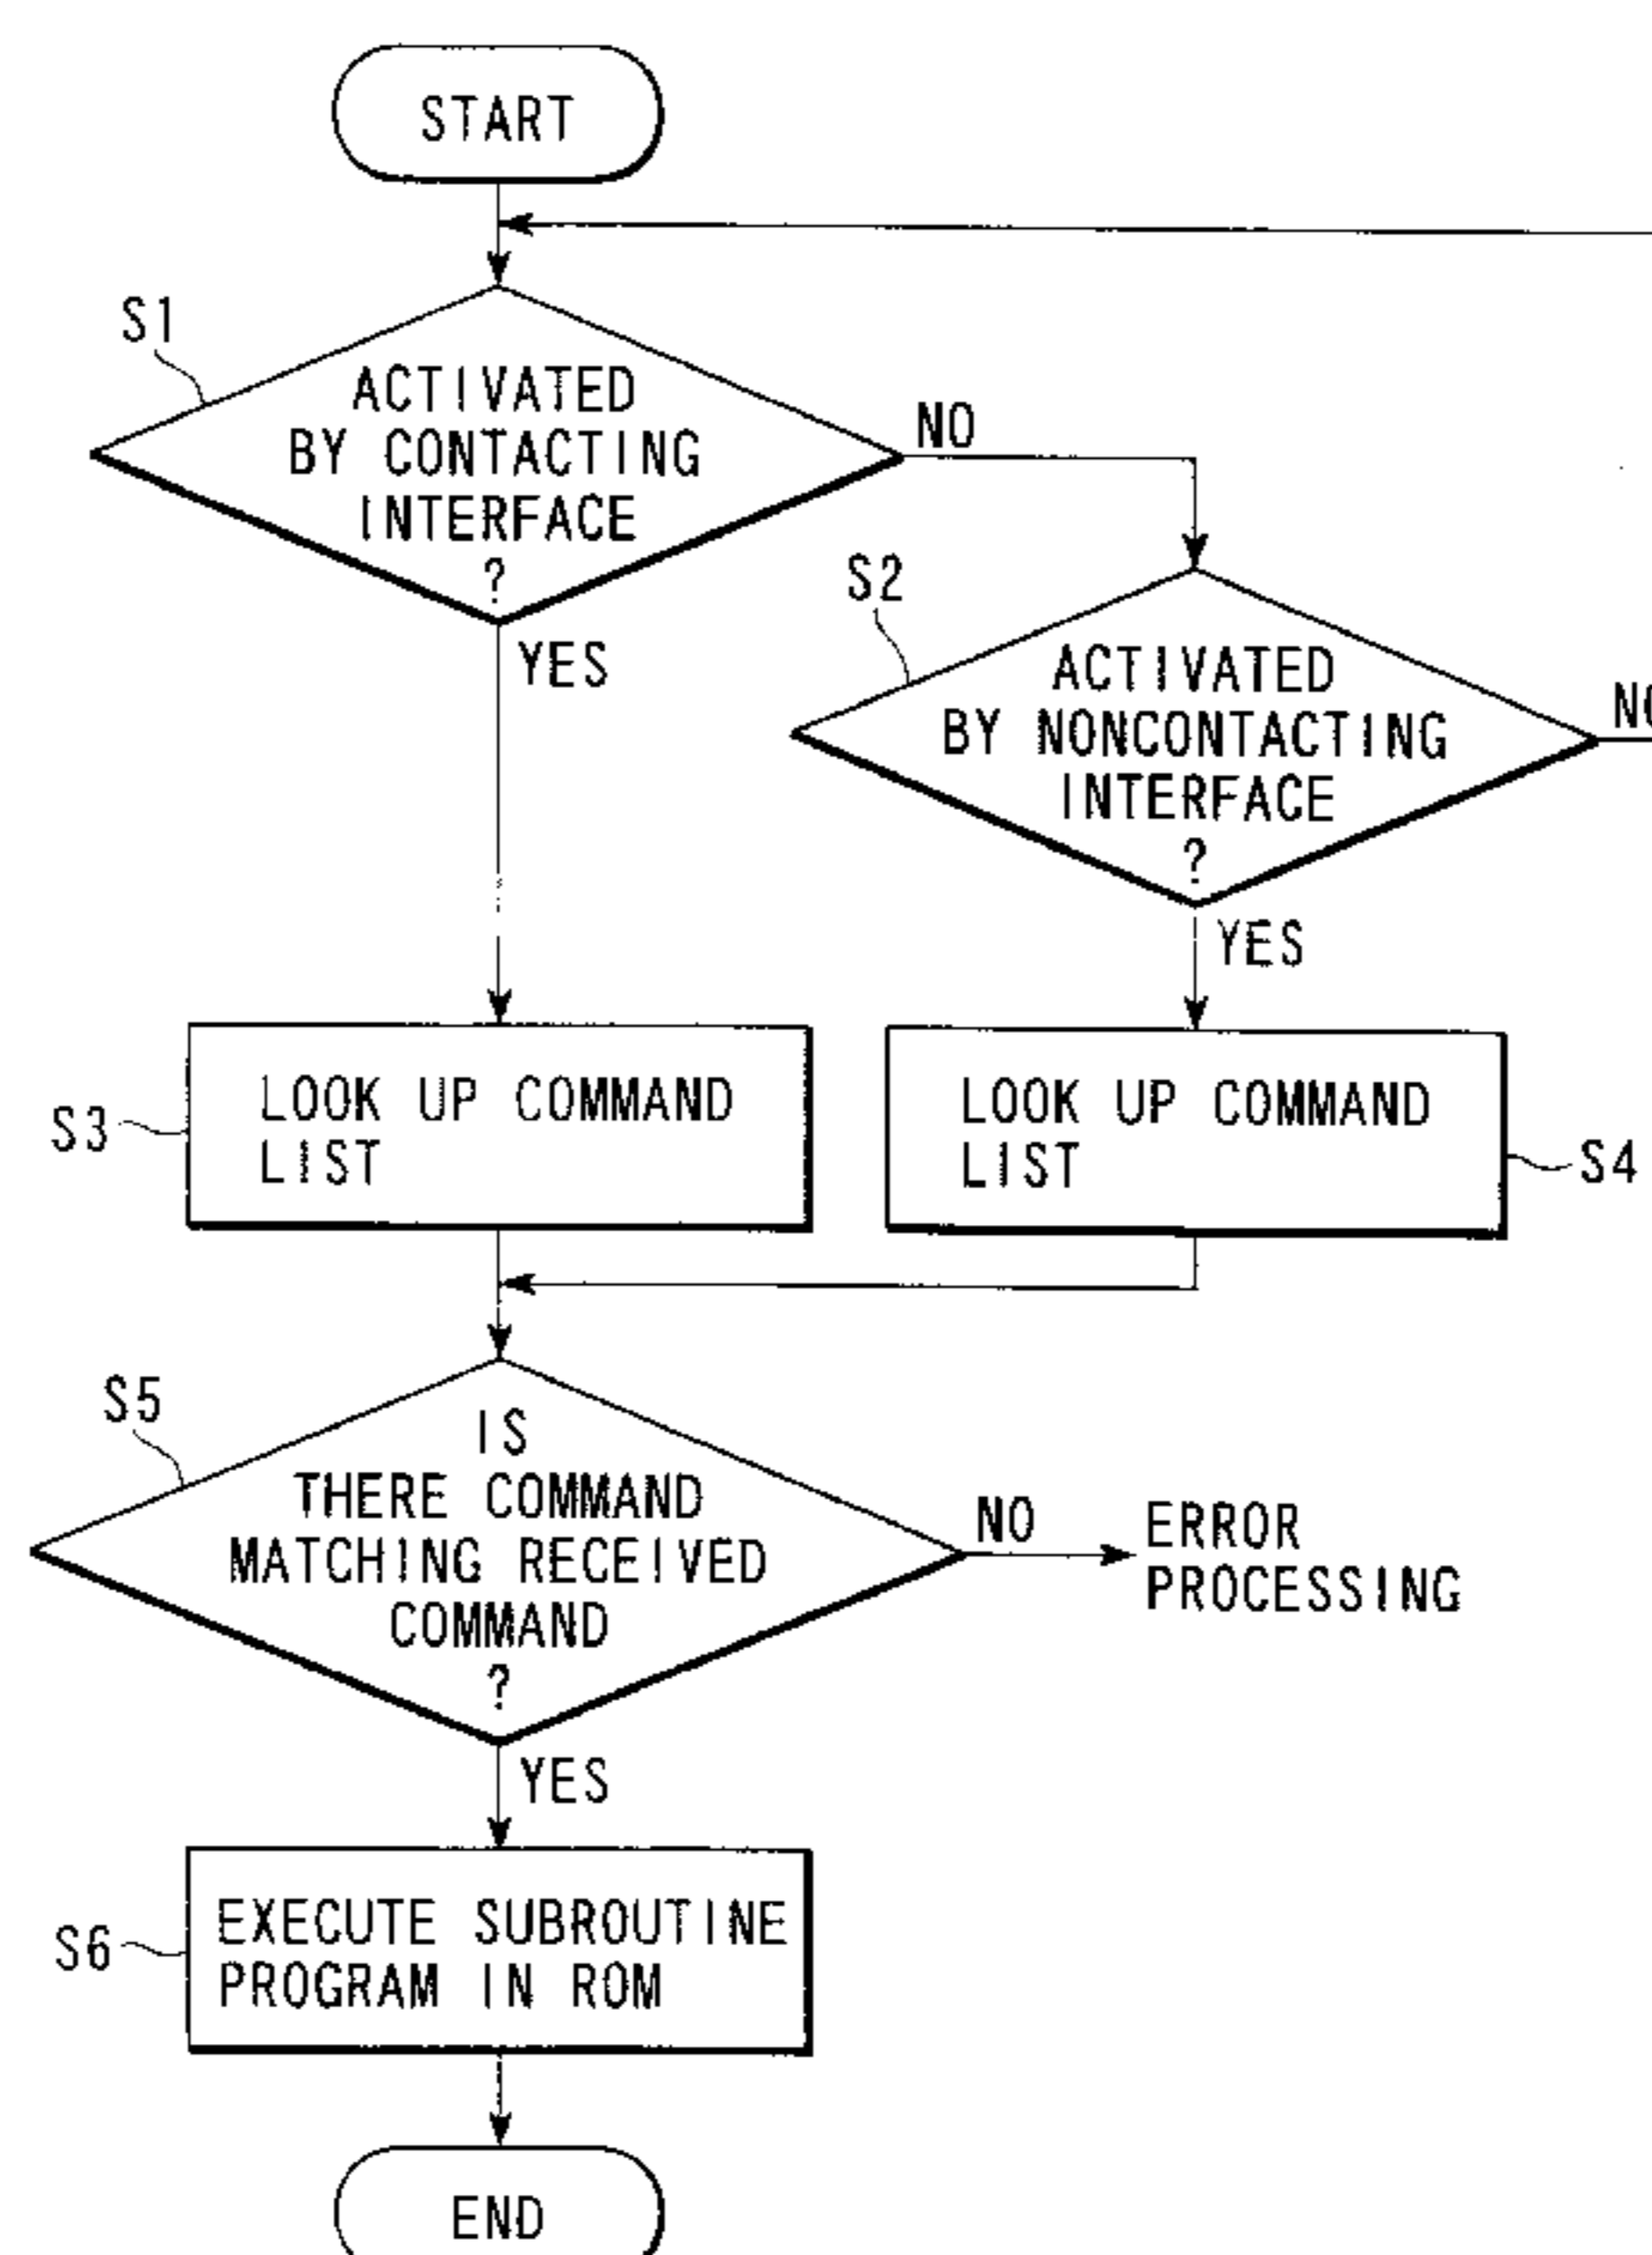 START
S1
ACTIVATED
BY CONTACTING
INTERFACE
?
NO
YES
S2
ACTIVATED
BY NONCONTACTING
INTERFACE
?
NO
YES
S3
LOOK UP COMMAND
LIST
LOOK UP COMMAND
LIST
S4
S5
IS
THERE COMMAND
MATCHING RECEIVED
COMMAND
?
NO
ERROR
PROCESSING
YES
S6
EXECUTE SUBROUTINE
PROGRAM IN ROM
END